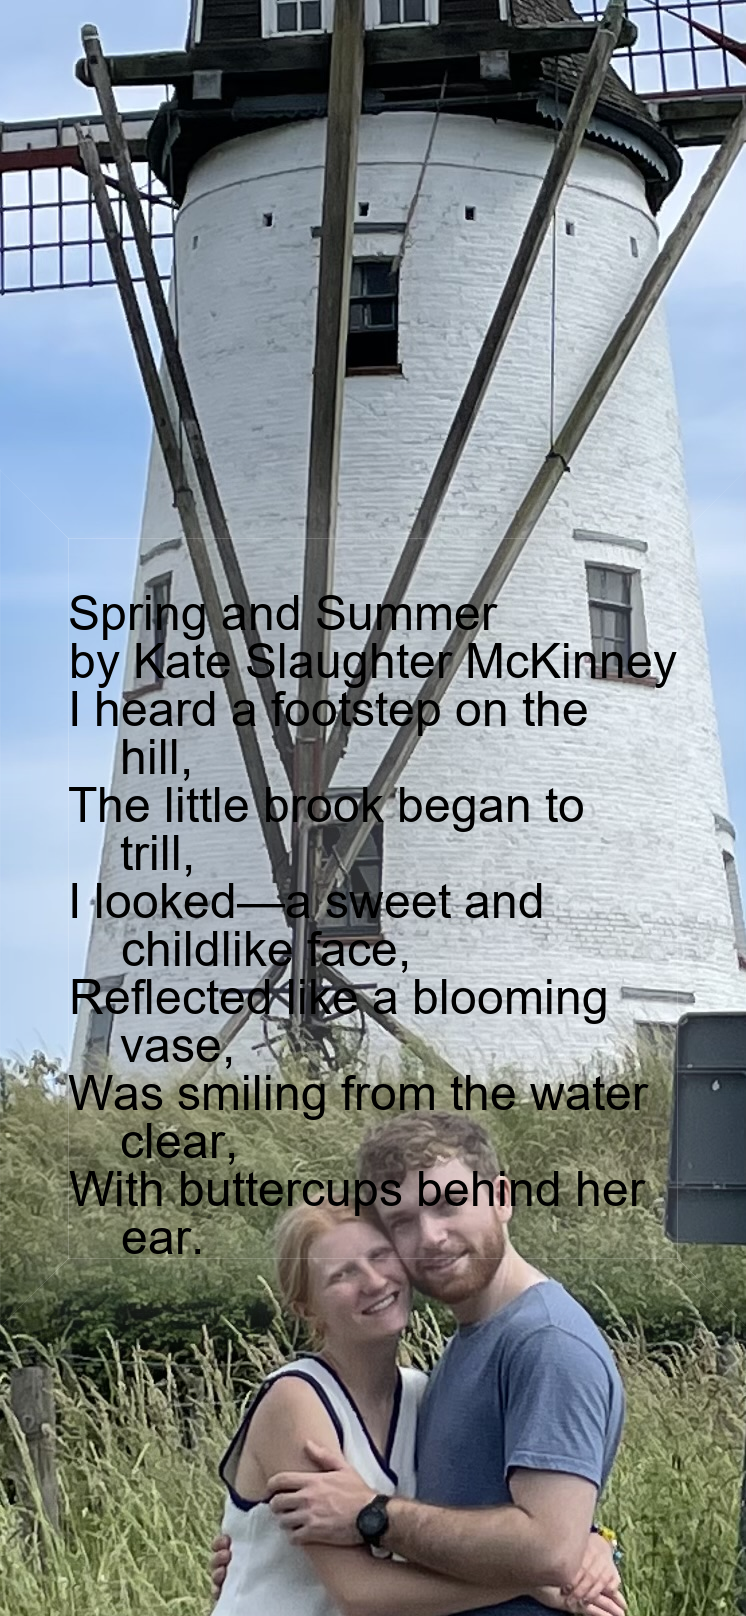 Spring and Summer
by Kate Slaughter McKinney
I heard a footstep on the
hill,
The little brook began to
trill,
I looked—a sweet and
childlike face,
Reflected like a blooming
vase,
Was smiling from the water
clear,
With buttercups behind her
ear.